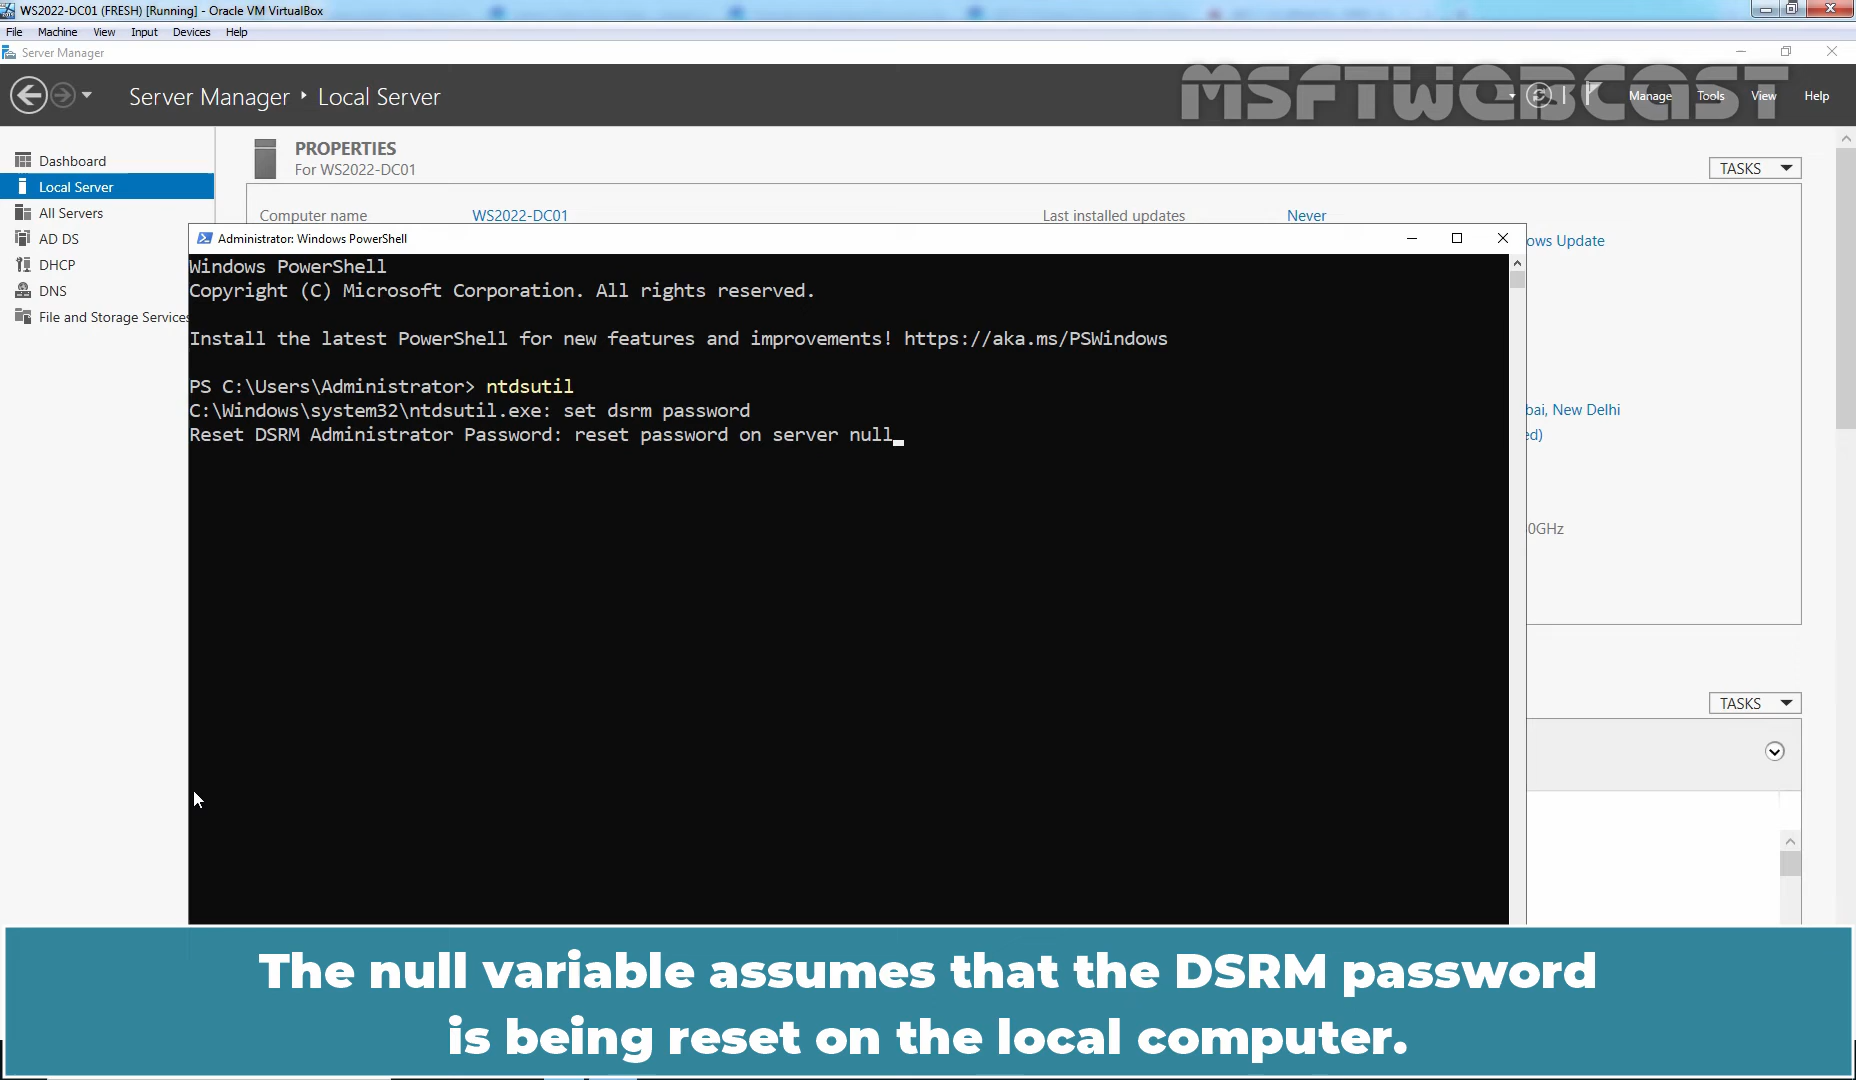 WS2022-DC01 (FRESH) [Running] - Oracle VM VirtualBox
File Machine View Input Devices Help
Server Manager
Server Manager ‣ Local Server
MSFTWEBCAST
Manage Tools View Help
Dashboard
Local Server
All Servers
AD DS
DHCP
DNS
File and Storage Services
PROPERTIES
For WS2022-DC01
TASKS
Computer name WS2022-DC01 Last installed updates Never
ows Update
bai, New Delhi
ed)
0GHz
TASKS
Administrator: Windows PowerShell
Windows PowerShell
Copyright (C) Microsoft Corporation. All rights reserved.
Install the latest PowerShell for new features and improvements! https://aka.ms/PSWindows
PS C:\Users\Administrator> ntdsutil
C:\Windows\system32\ntdsutil.exe: set dsrm password
Reset DSRM Administrator Password: reset password on server null_
The null variable assumes that the DSRM password
is being reset on the local computer.